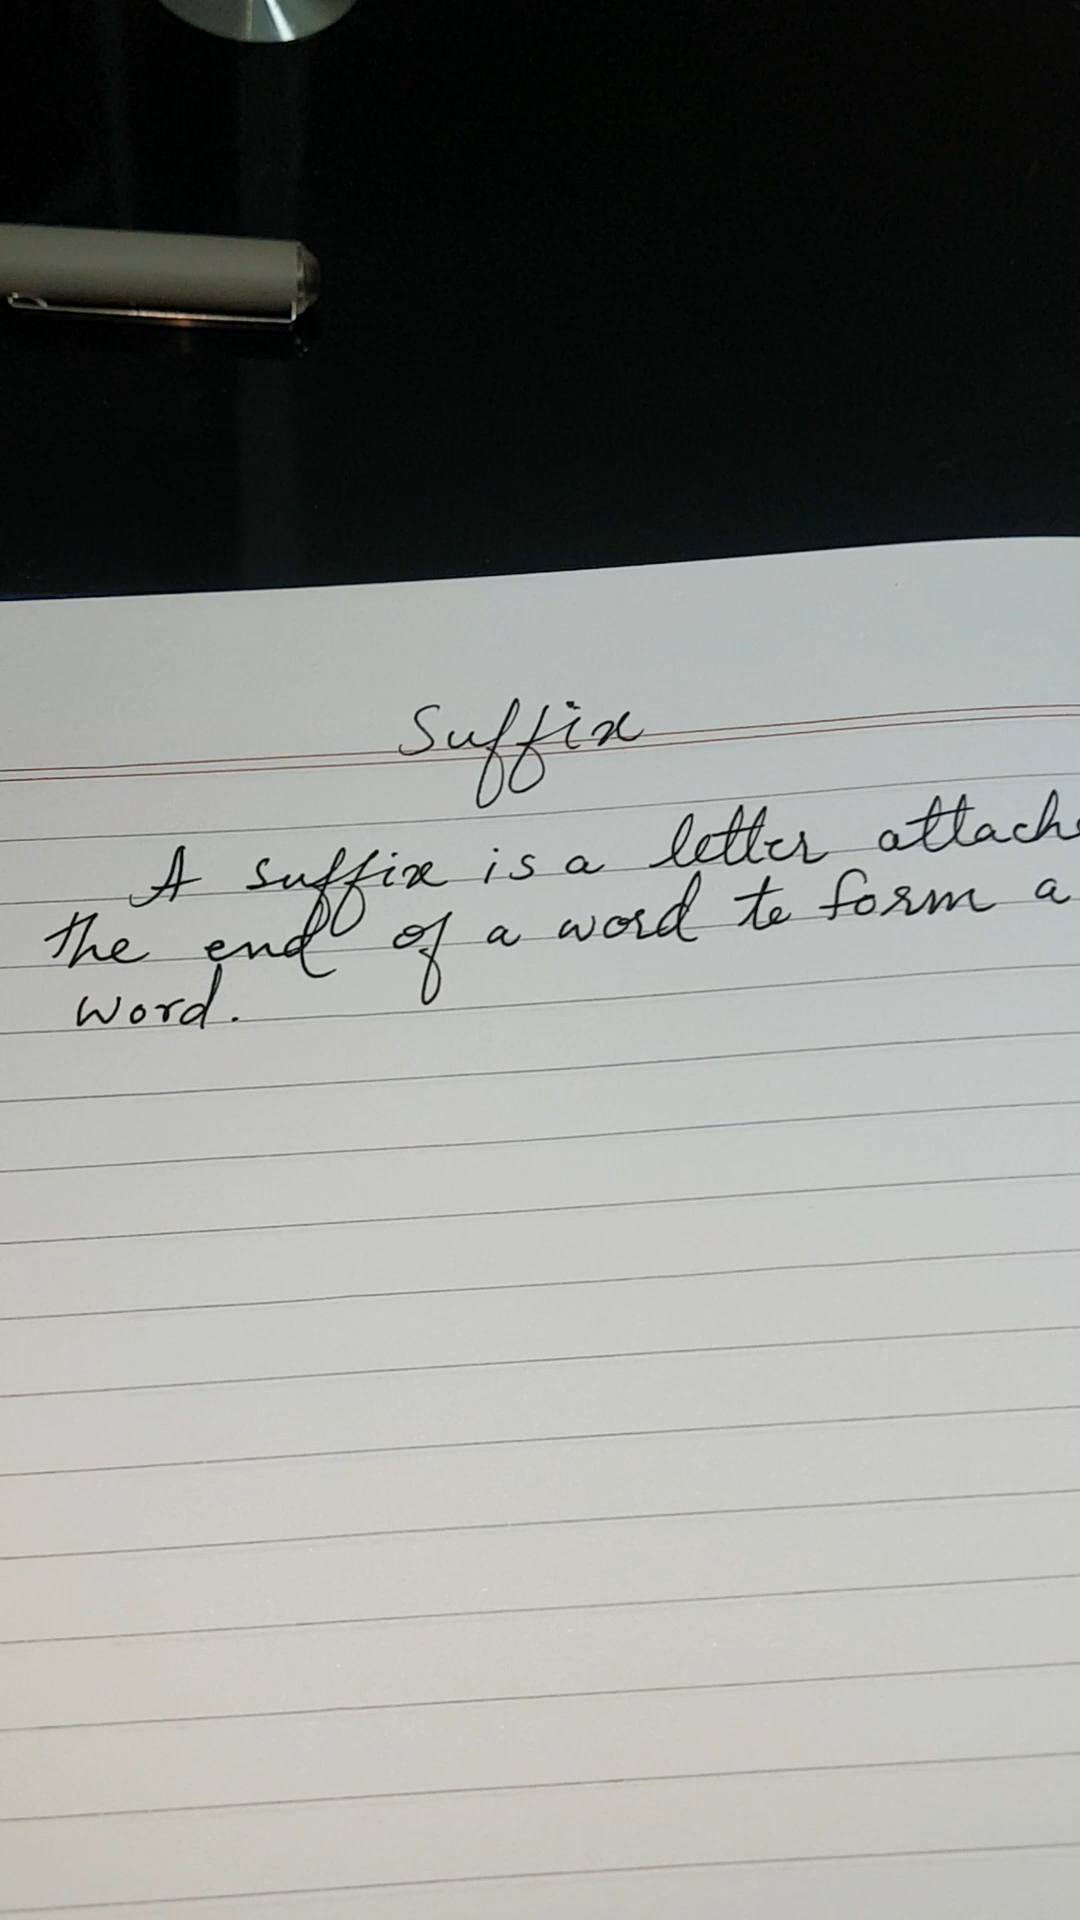 Suffix
A suffix is a letter attach
the end of a word to form a
word.